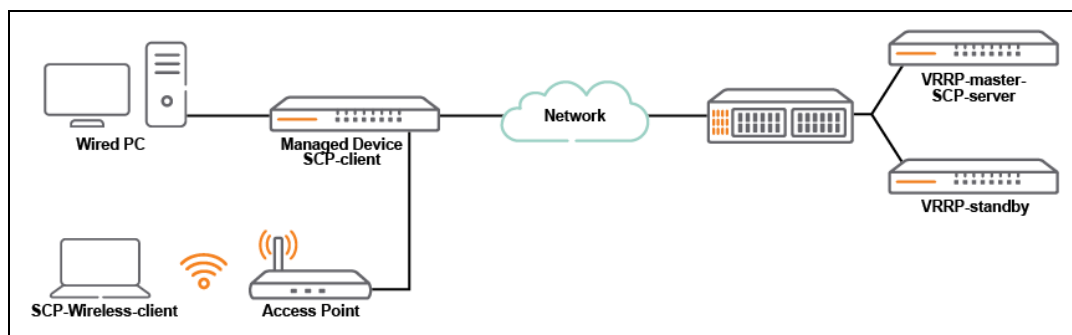 Wired PC
Managed Device
SCP-client
Network
VRRP-master-
SCP-server
VRRP-standby
SCP-Wireless-client
Access Point